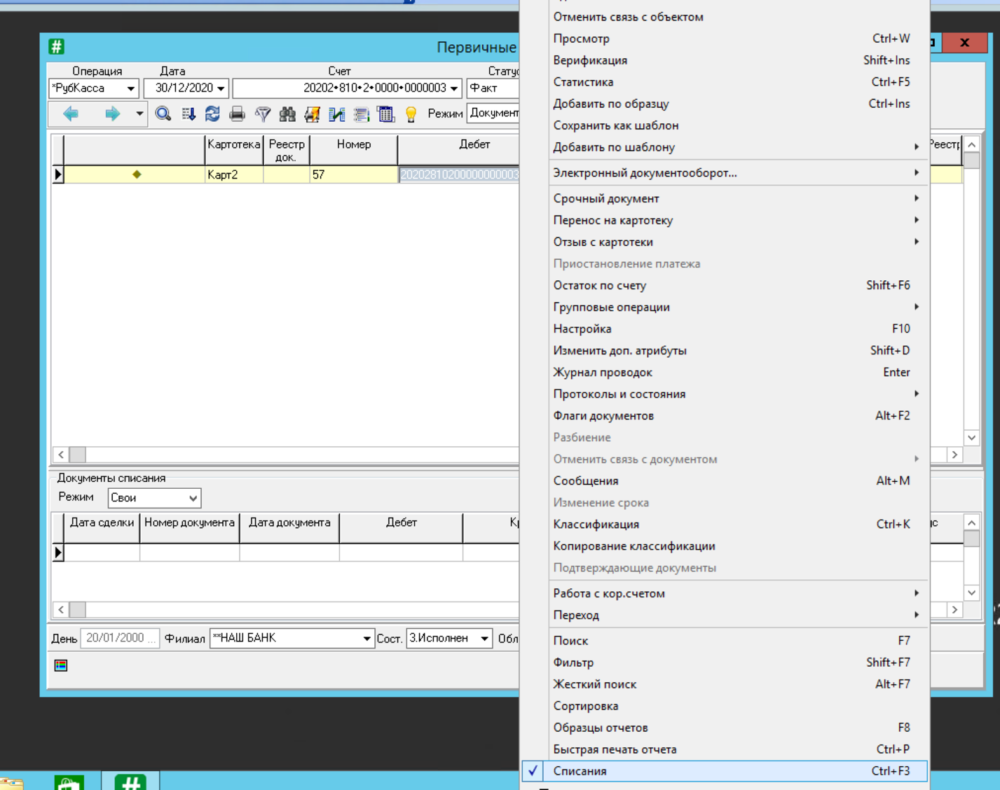 Первичные
Операция
Дата
Счет
*РубКасса
30/12/2020
20202•810•2•0000•0000003
Факт
Режим
Картотека
Реестр док.
Номер
Дебет
Карт2
57
20202810200000000003
Документы списания
Режим
Свои
Дата сделки
Номер документа
Дата документа
Дебет
День
20/01/2000 ...
Филиал
**НАШ БАНК
Сост.
3.Исполнен
Отменить связь с объектом
Просмотр Ctrl+W
Верификация Shift+Ins
Статистика Ctrl+F5
Добавить по образцу Ctrl+Ins
Сохранить как шаблон
Добавить по шаблону
Электронный документооборот...
Срочный документ
Перенос на картотеку
Отзыв с картотеки
Приостановление платежа
Остаток по счету Shift+F6
Групповые операции
Настройка F10
Изменить доп. атрибуты Shift+D
Журнал проводок Enter
Протоколы и состояния
Флаги документов Alt+F2
Разбиение
Отменить связь с документом
Сообщения Alt+M
Изменение срока
Классификация Ctrl+K
Копирование классификации
Подтверждающие документы
Работа с кор.счетом
Переход
Поиск F7
Фильтр Shift+F7
Жесткий поиск Alt+F7
Сортировка
Образцы отчетов F8
Быстрая печать отчета Ctrl+P
Списания Ctrl+F3